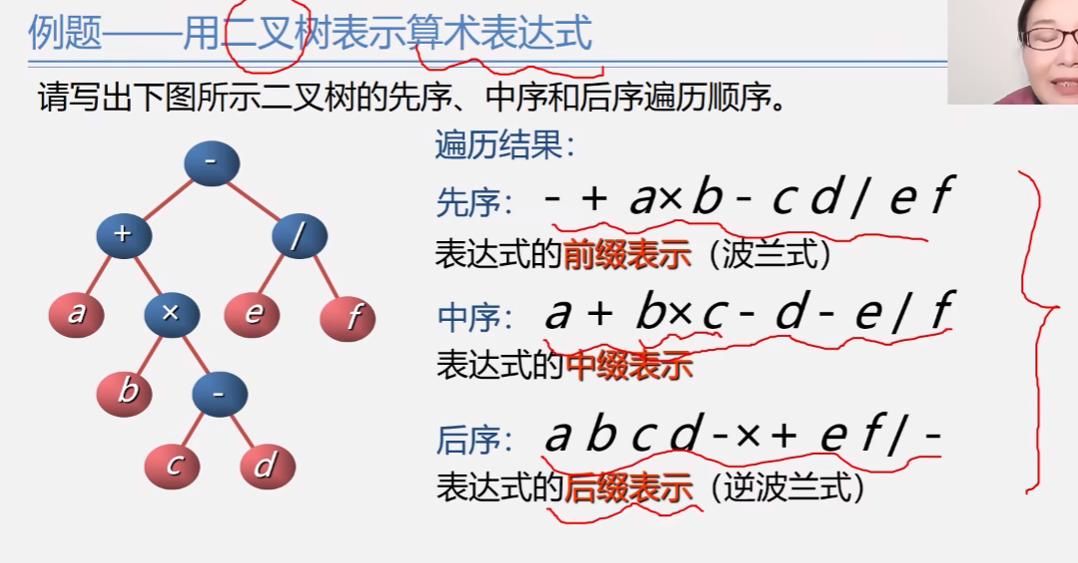 例题——用二叉树表示算术表达式
请写出下图所示二叉树的先序、中序和后序遍历顺序。
遍历结果：
先序： - + a×b - c d / e f
表达式的前缀表示（波兰式）
中序： a + b×c - d - e / f
表达式的中缀表示
后序： a b c d -×+ e f / -
表达式的后缀表示（逆波兰式）
-
+ /
a × e f
b -
c d